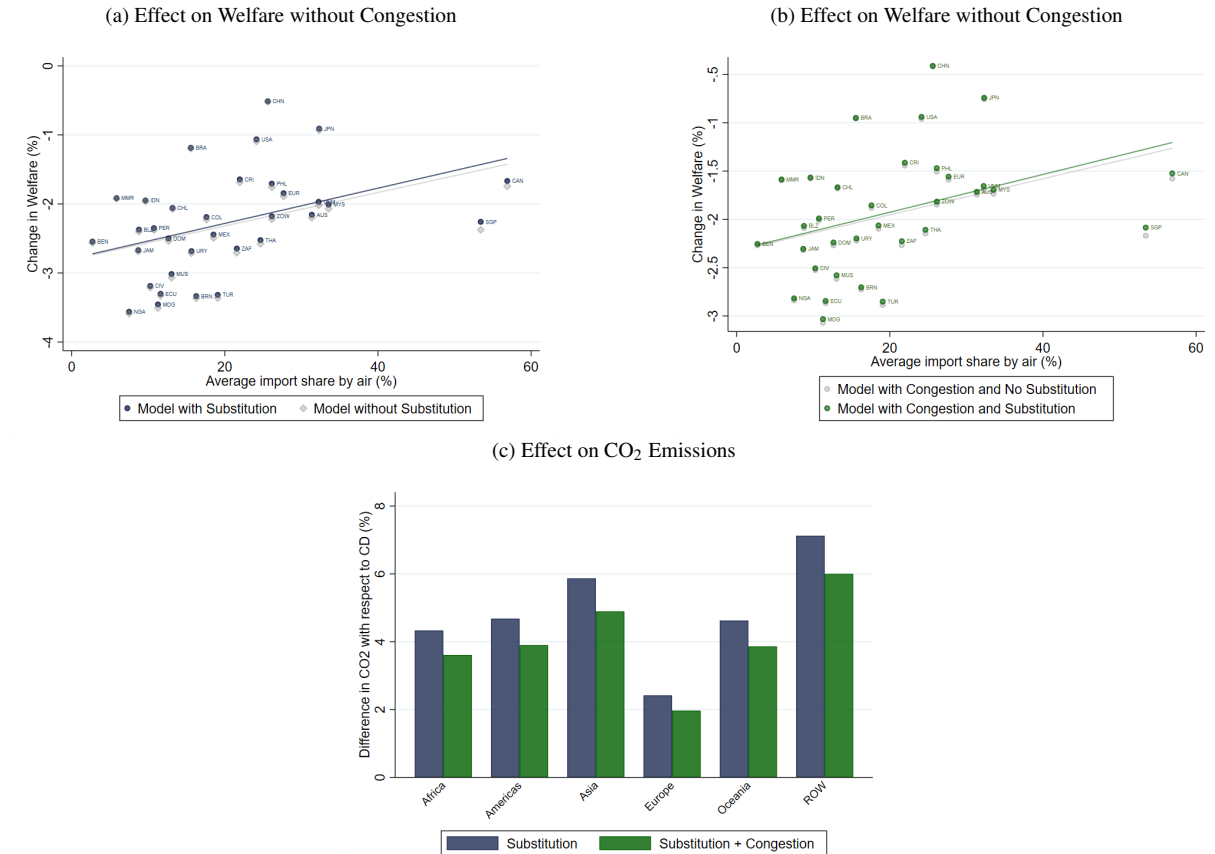 (a) Effect on Welfare without Congestion
Change in Welfare (%)
0
-1
-2
-3
-4
CHN
JPN
USA
BRA
CRI
PHL
EUR
CAN
MMR
IDN
CHL
MYS
COL
ZOW
AUS
SGP
BLZ
PER
MEX
BEN
DOM
THA
JAM
URY
ZAF
MUS
CIV
ECU
BRN
TUR
MDG
NGA
0
20
40
60
Average import share by air (%)
Model with Substitution
Model without Substitution
(b) Effect on Welfare without Congestion
Change in Welfare (%)
-.5
-1
-1.5
-2
-2.5
-3
CHN
JPN
BRA
USA
CRI
PHL
EUR
CAN
MMR
IDN
CHL
MYS
AUS
COL
ZOW
PER
BLZ
MEX
SGP
THA
BEN
DOM
URY
ZAF
JAM
CIV
MUS
BRN
NGA
ECU
TUR
MDG
0
20
40
60
Average import share by air (%)
Model with Congestion and No Substitution
Model with Congestion and Substitution
(c) Effect on CO2 Emissions
Difference in CO2 with respect to CD (%)
8
6
4
2
0
Africa
Americas
Asia
Europe
Oceania
ROW
Substitution
Substitution + Congestion